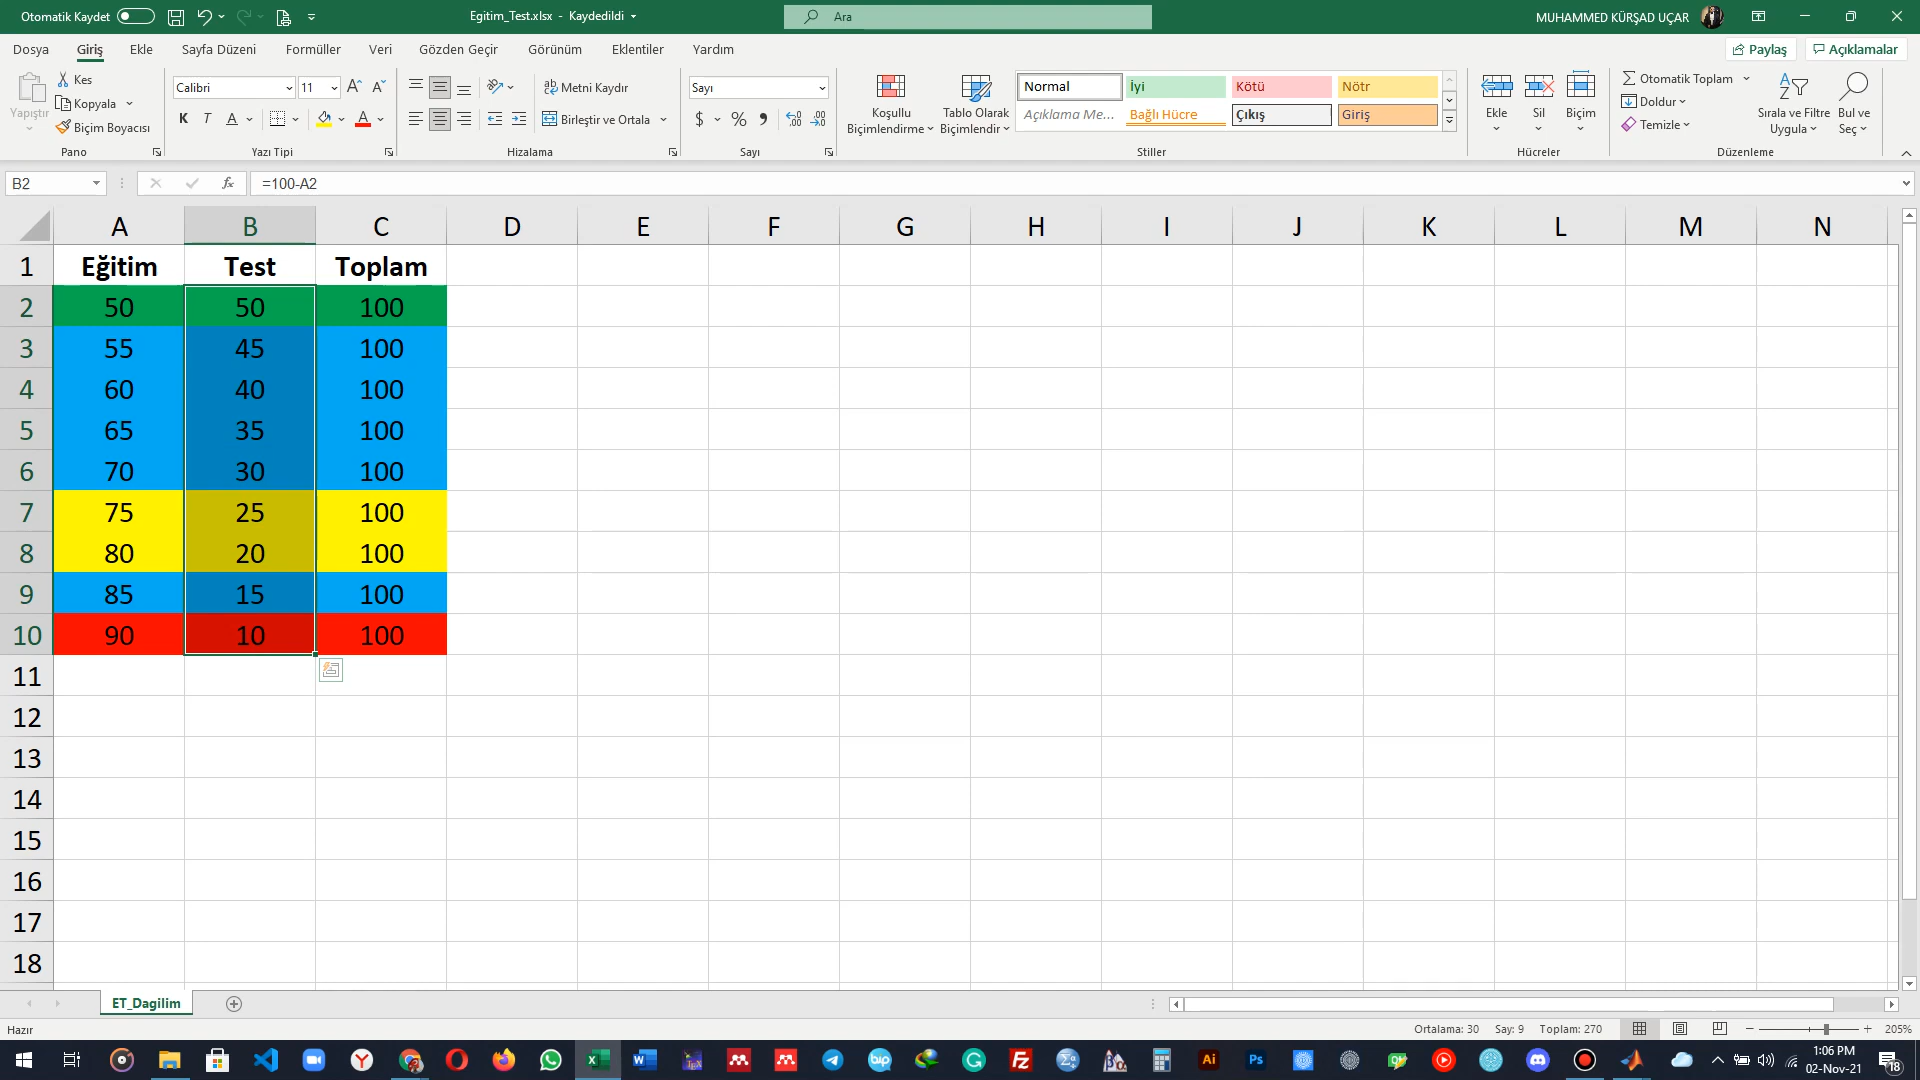 Otomatik Kaydet
Egitim_Test.xlsx - Kaydedildi
Ara
MUHAMMED KÜRŞAD UÇAR
Dosya Giriş Ekle Sayfa Düzeni Formüller Veri Gözden Geçir Görünüm Eklentiler Yardım
Paylaş Açıklamalar
Yapıştır
Kes
Kopyala
Biçim Boyacısı
Pano
Calibri 11
K T A
Yazı Tipi
Metni Kaydır
Birleştir ve Ortala
Hizalama
Sayı
$ % ,
Sayı
Koşullu Biçimlendirme
Tablo Olarak Biçimlendir
Normal İyi Kötü Nötr
Açıklama Me... Bağlı Hücre Çıkış Giriş
Stiller
Ekle Sil Biçim
Hücreler
Otomatik Toplam
Doldur
Temizle
Sırala ve Filtre Uygula
Bul ve Seç
Düzenleme
B2 fx =100-A2
A B C D E F G H I J K L M N
1 Eğitim Test Toplam
2 50 50 100
3 55 45 100
4 60 40 100
5 65 35 100
6 70 30 100
7 75 25 100
8 80 20 100
9 85 15 100
10 90 10 100
11
12
13
14
15
16
17
18
ET_Dagilim
Hazır
Ortalama: 30 Say: 9 Toplam: 270
205%
1:06 PM
02-Nov-21
18